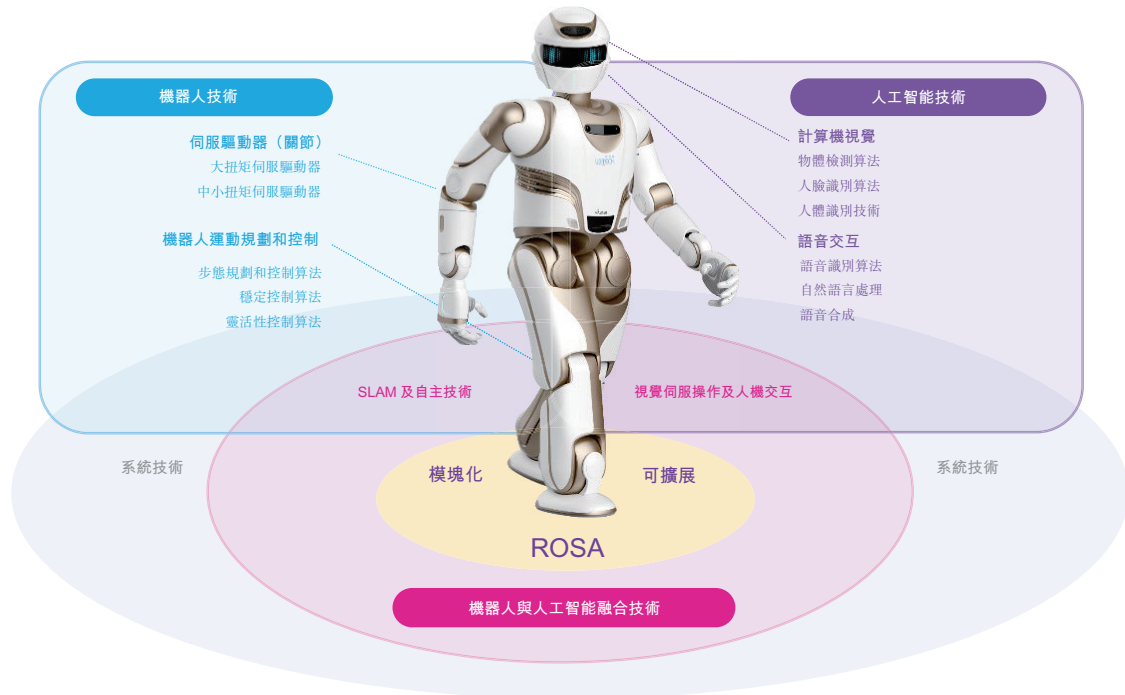 機器人技術
伺服驅動器（關節）
大扭矩伺服驅動器
中小扭矩伺服驅動器
機器人運動規劃和控制
步態規劃和控制算法
穩定控制算法
靈活性控制算法
人工智能技術
計算機視覺
物體檢測算法
人臉識別算法
人體識別技術
語音交互
語音識別算法
自然語言處理
語音合成
SLAM 及自主技術
視覺伺服操作及人機交互
系統技術
系統技術
模塊化
可擴展
ROSA
機器人與人工智能融合技術